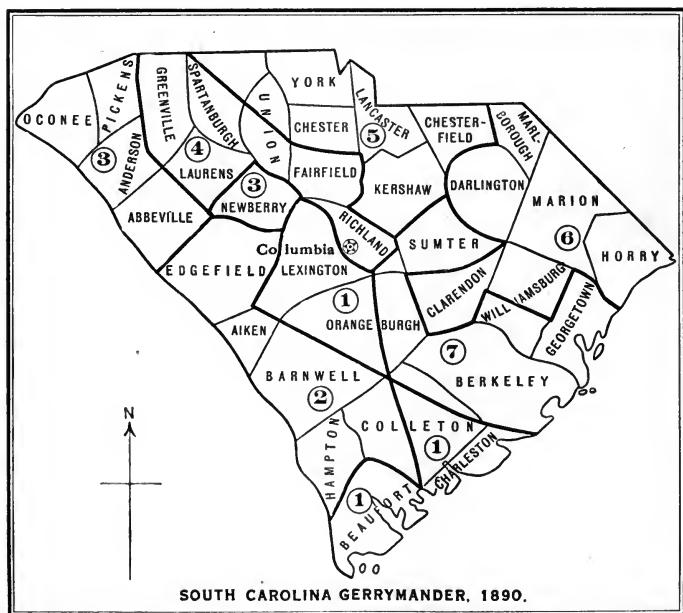 YORK
PICKENS
GREENVILLE
SPARTANBURGH
UNION
LANCASTER
OCONEE
CHESTER
5
CHESTER-
FIELD
MARL-
BOROUGH
3
ANDERSON
4
LAURENS
3
NEWBERRY
FAIRFIELD
KERSHAW
DARLINGTON
MARION
ABBEVILLE
RICHLAND
SUMTER
6
HORRY
Columbia
EDGEFIELD
LEXINGTON
CLARENDON
WILLIAMSBURG
GEORGETOWN
1
ORANGEBURGH
AIKEN
7
BARNWELL
BERKELEY
2
COLLETON
HAMPTON
1
CHARLESTON
1
BEAUFORT
N
SOUTH CAROLINA GERRYMANDER, 1890.